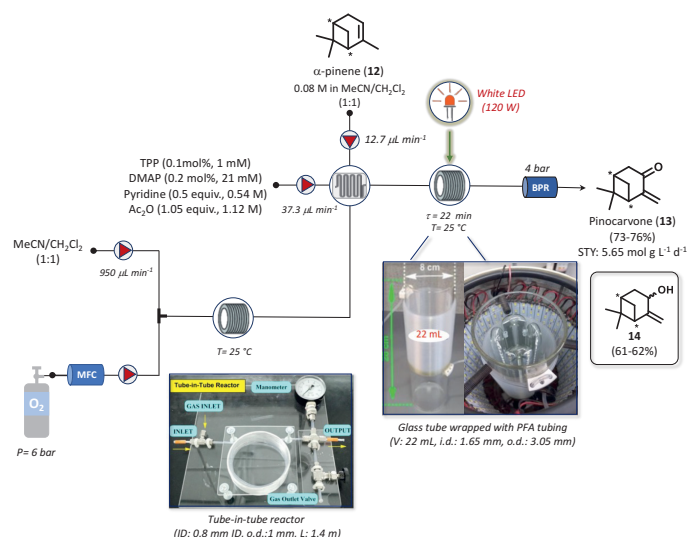 α-pinene (12)
0.08 M in MeCN/CH2Cl2
(1:1)
12.7 μL min-1
White LED
(120 W)
TPP (0.1mol%, 1 mM)
DMAP (0.2 mol%, 21 mM)
Pyridine (0.5 equiv., 0.54 M)
Ac2O (1.05 equiv., 1.12 M)
37.3 μL min-1
τ = 22 min
T= 25 °C
4 bar
BPR
O
Pinocarvone (13)
(73-76%)
STY: 5.65 mol g L-1 d-1
MeCN/CH2Cl2
(1:1)
950 μL min-1
T= 25 °C
MFC
O2
P= 6 bar
6 cm
22 mL
OH
14
(61-62%)
Glass tube wrapped with PFA tubing
(V: 22 mL, i.d.: 1.65 mm, o.d.: 3.05 mm)
Tube-in-Tube Reactor
Manometer
GAS INLET
INLET
OUTPUT
Gas Outlet Valve
Tube-in-tube reactor
(ID: 0.8 mm ID, o.d.:1 mm, L: 1.4 m)